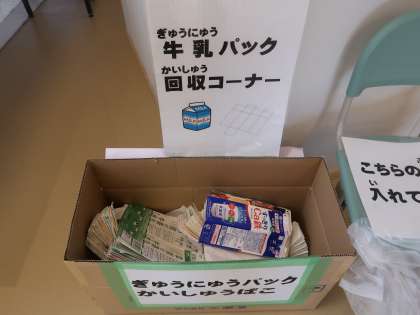 ぎゅうにゅう
牛乳パック
かいしゅう
回収コーナー
MILK
こちらの
い
入れて
ぎゅうにゅうパック
かいしゅうばこ